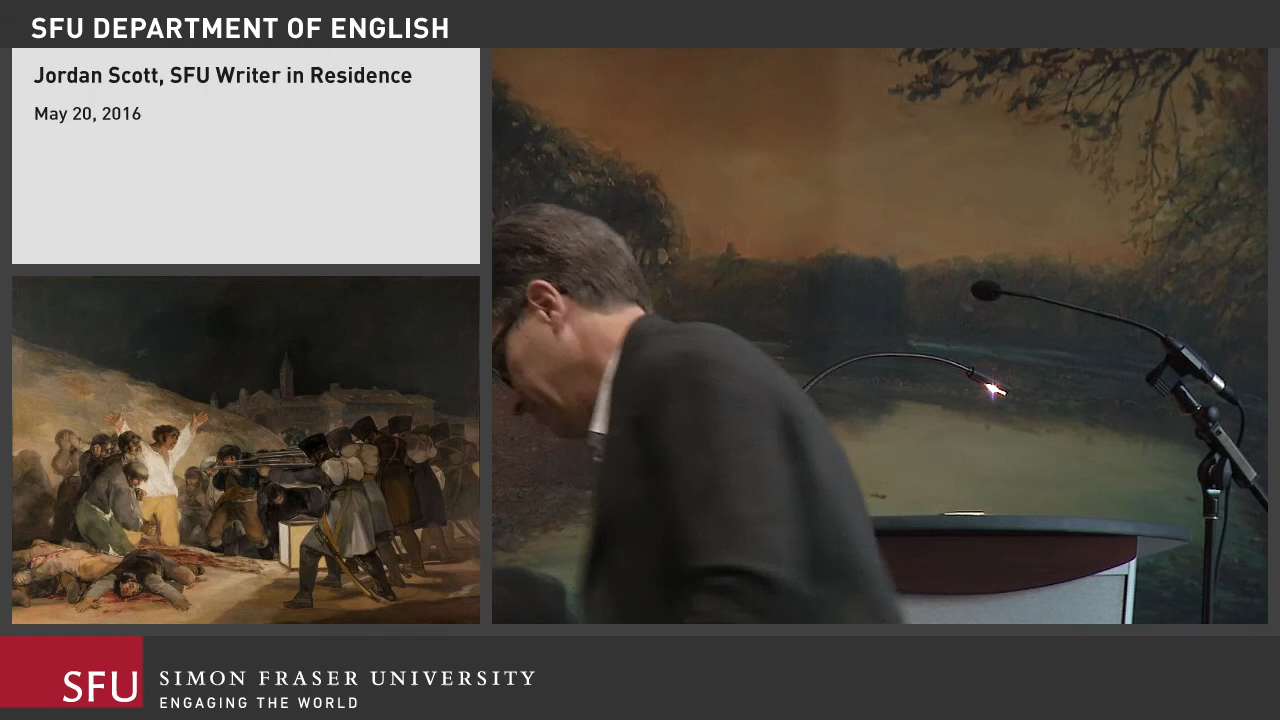 SFU DEPARTMENT OF ENGLISH
Jordan Scott, SFU Writer in Residence
May 20, 2016
SFU
SIMON FRASER UNIVERSITY
ENGAGING THE WORLD